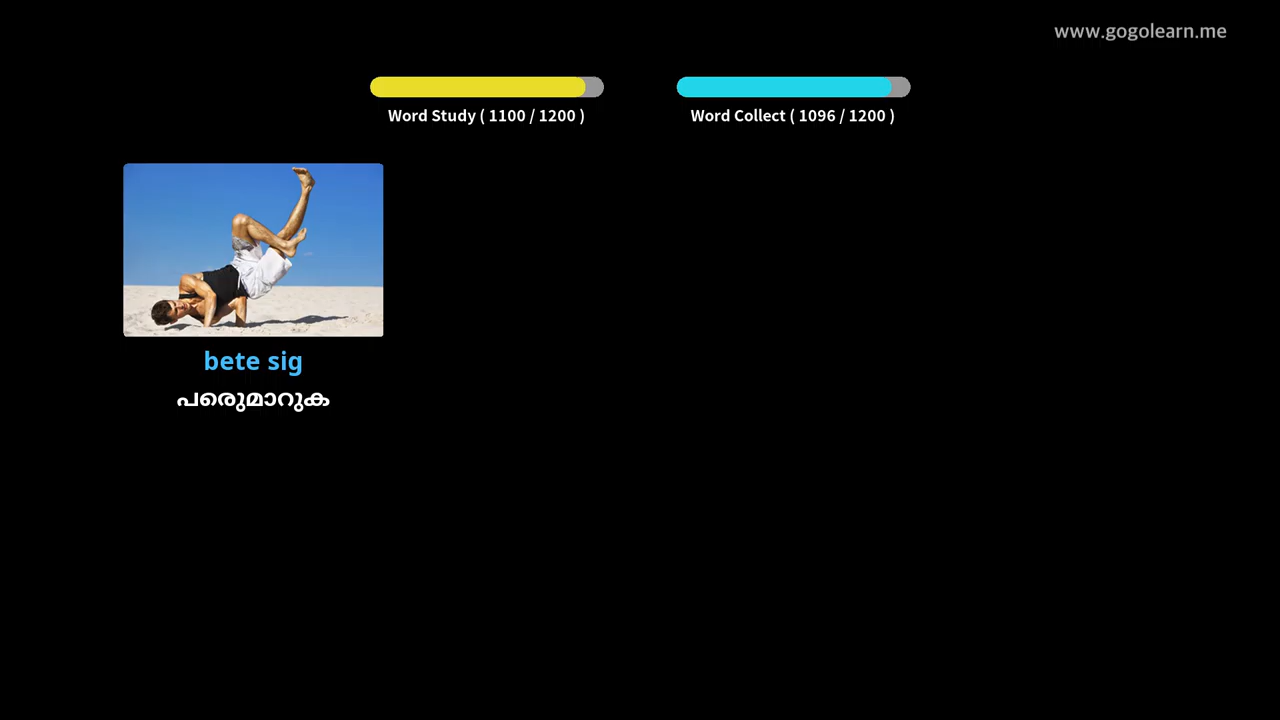 www.gogolearn.me
Word Study ( 1100 / 1200 )
Word Collect ( 1096 / 1200 )
bete sig
പെരുമാറുക